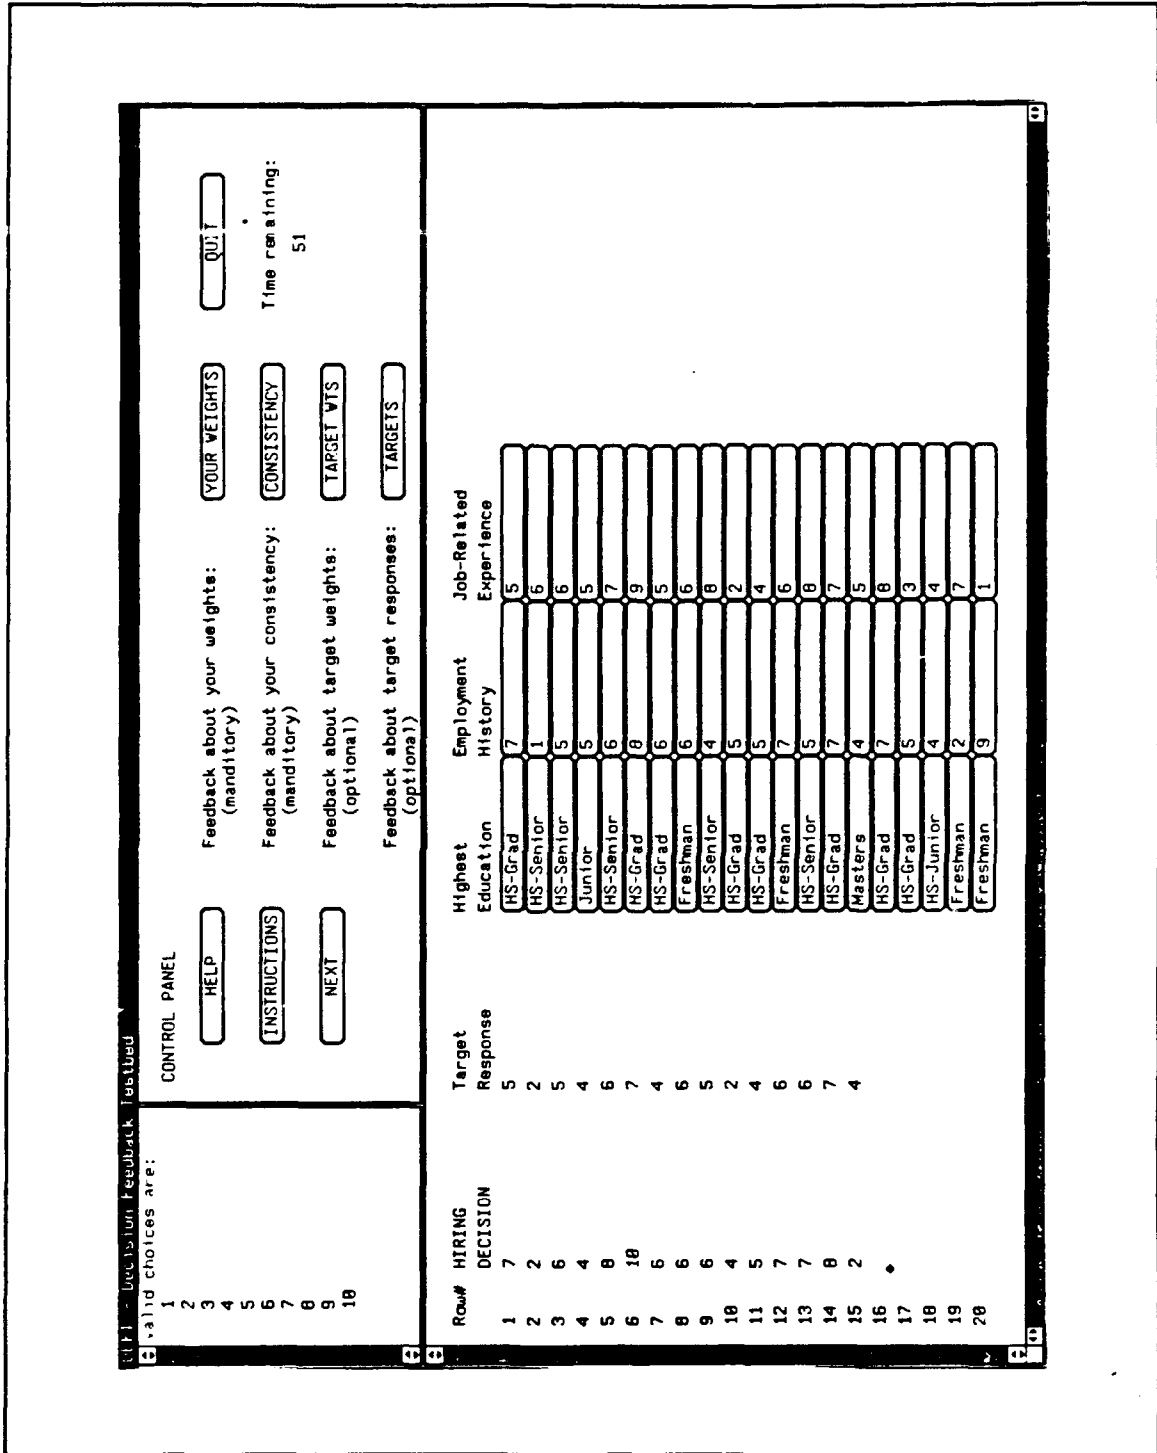 Decision Feedback Testbed
valid choices are:
1
2
3
4
5
6
7
8
9
10
CONTROL PANEL
HELP
INSTRUCTIONS
NEXT
Feedback about your weights:
(manditory)
YOUR WEIGHTS
Feedback about your consistency:
(manditory)
CONSISTENCY
Feedback about target weights:
(optional)
TARGET WTS
Feedback about target responses:
(optional)
TARGETS
QUIT
Time remaining:
51
Row# HIRING Target Highest Employment Job-Related
DECISION Response Education History Experience
1 7 5 HS-Grad 7 5
2 2 2 HS-Senior 1 6
3 6 5 HS-Senior 5 6
4 4 4 Junior 5 5
5 8 6 HS-Senior 6 7
6 10 7 HS-Grad 8 9
7 6 4 HS-Grad 6 5
8 6 6 Freshman 6 6
9 6 5 HS-Senior 4 8
10 4 2 HS-Grad 5 2
11 5 4 HS-Grad 5 4
12 7 6 Freshman 7 6
13 7 6 HS-Senior 5 8
14 8 7 HS-Grad 7 7
15 2 4 Masters 4 5
16 HS-Grad 7 8
17 HS-Grad 5 3
18 HS-Junior 4 4
19 Freshman 2 7
20 Freshman 9 1